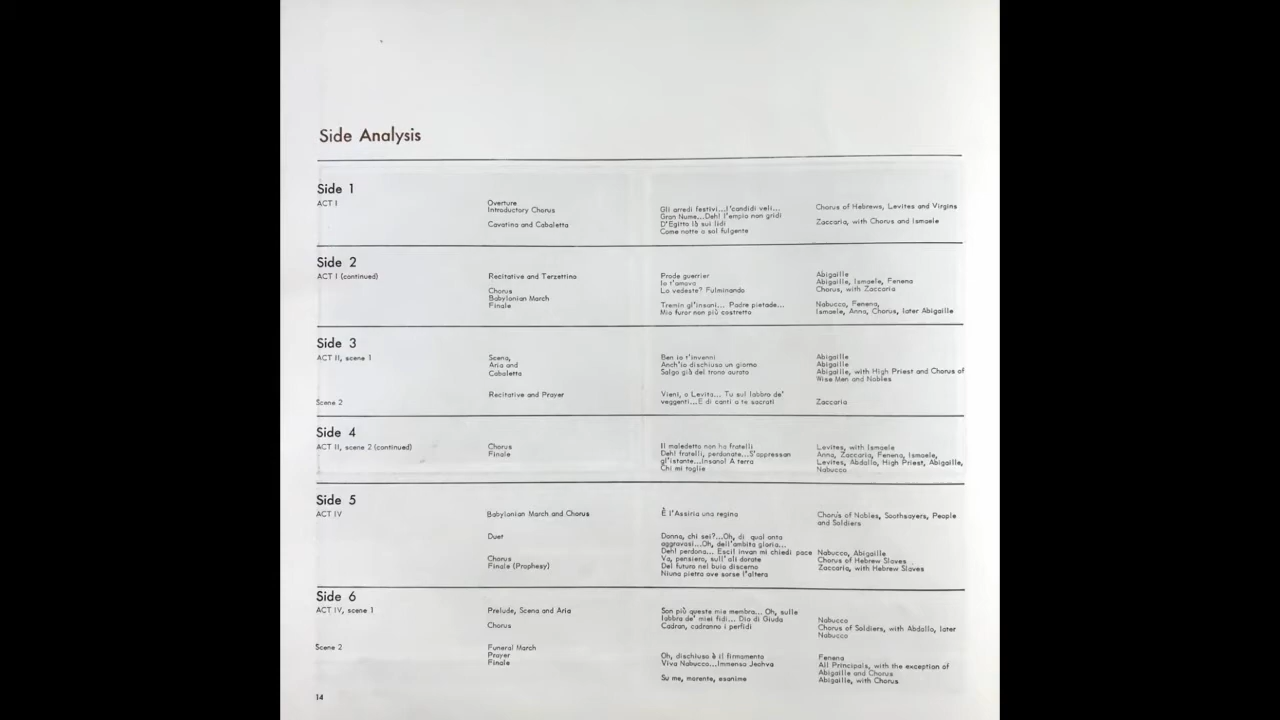 Side Analysis
Side 1
ACT I
Overture
Introductory Chorus
Gli arredi festivi...I'candidi veli...
Gran Nume...Deh! l'empio non gridi
Chorus of Hebrews, Levites and Virgins
Cavatina and Cabaletta
D'Egitto là sui lidi
Come notte a sol fulgente
Zaccaria, with Chorus and Ismaele
Side 2
ACT I (continued)
Recitative and Terzettino
Prode guerrier
Io t'amavo
Abigaille
Abigaille, Ismaele, Fenena
Chorus
Lo vedeste? Fulminando
Chorus, with Zaccaria
Babylonian March
Finale
Tremin gl'insani... Padre pietade...
Mio furor non più costretto
Nabucco, Fenena,
Ismaele, Anna, Chorus, later Abigaille
Side 3
ACT II, scene 1
Scena,
Aria and
Cabaletta
Ben io t'invenni
Anch'io dischiuso un giorno
Salgo già del trono aurato
Abigaille
Abigaille
Abigaille, with High Priest and Chorus of
Wise Men and Nobles
Scene 2
Recitative and Prayer
Vieni, o Levita... Tu sul labbro de'
veggenti...E di canti a te sacrati
Zaccaria
Side 4
ACT II, scene 2 (continued)
Chorus
Finale
Il maledetto non ha fratelli
Deh! fratelli, perdonate...S'appressan
gl'istante...Insano! A terra
Chi mi toglie
Levites, with Ismaele
Anna, Zaccaria, Fenena, Ismaele,
Levites, Abdallo, High Priest, Abigaille,
Nabucco
Side 5
ACT IV
Babylonian March and Chorus
È l'Assiria una regina
Chorus of Nobles, Soothsayers, People
and Soldiers
Duet
Donna, chi sei?...Oh, di qual onta
aggravasi...Oh, dell'ambita gloria...
Deh! perdona... Esci! invan mi chiedi pace
Nabucco, Abigaille
Chorus
Va, pensiero, sull' ali dorate
Chorus of Hebrew Slaves
Finale (Prophesy)
Del futuro nel buio discerno
Niuna pietra ove sorse l'altera
Zaccaria, with Hebrew Slaves
Side 6
ACT IV, scene 1
Prelude, Scena and Aria
Son più queste mie membra... Oh, sulle
labbra de' miei fidi... Dio di Giuda
Nabucco
Chorus
Cadran, cadranno i perfidi
Chorus of Soldiers, with Abdallo, later
Nabucco
Scene 2
Funeral March
Prayer
Finale
Oh, dischiuso è il firmamento
Viva Nabucco...Immenso Jeohva
Su me, morente, esanime
Fenena
All Principals, with the exception of
Abigaille and Chorus
Abigaille, with Chorus
14